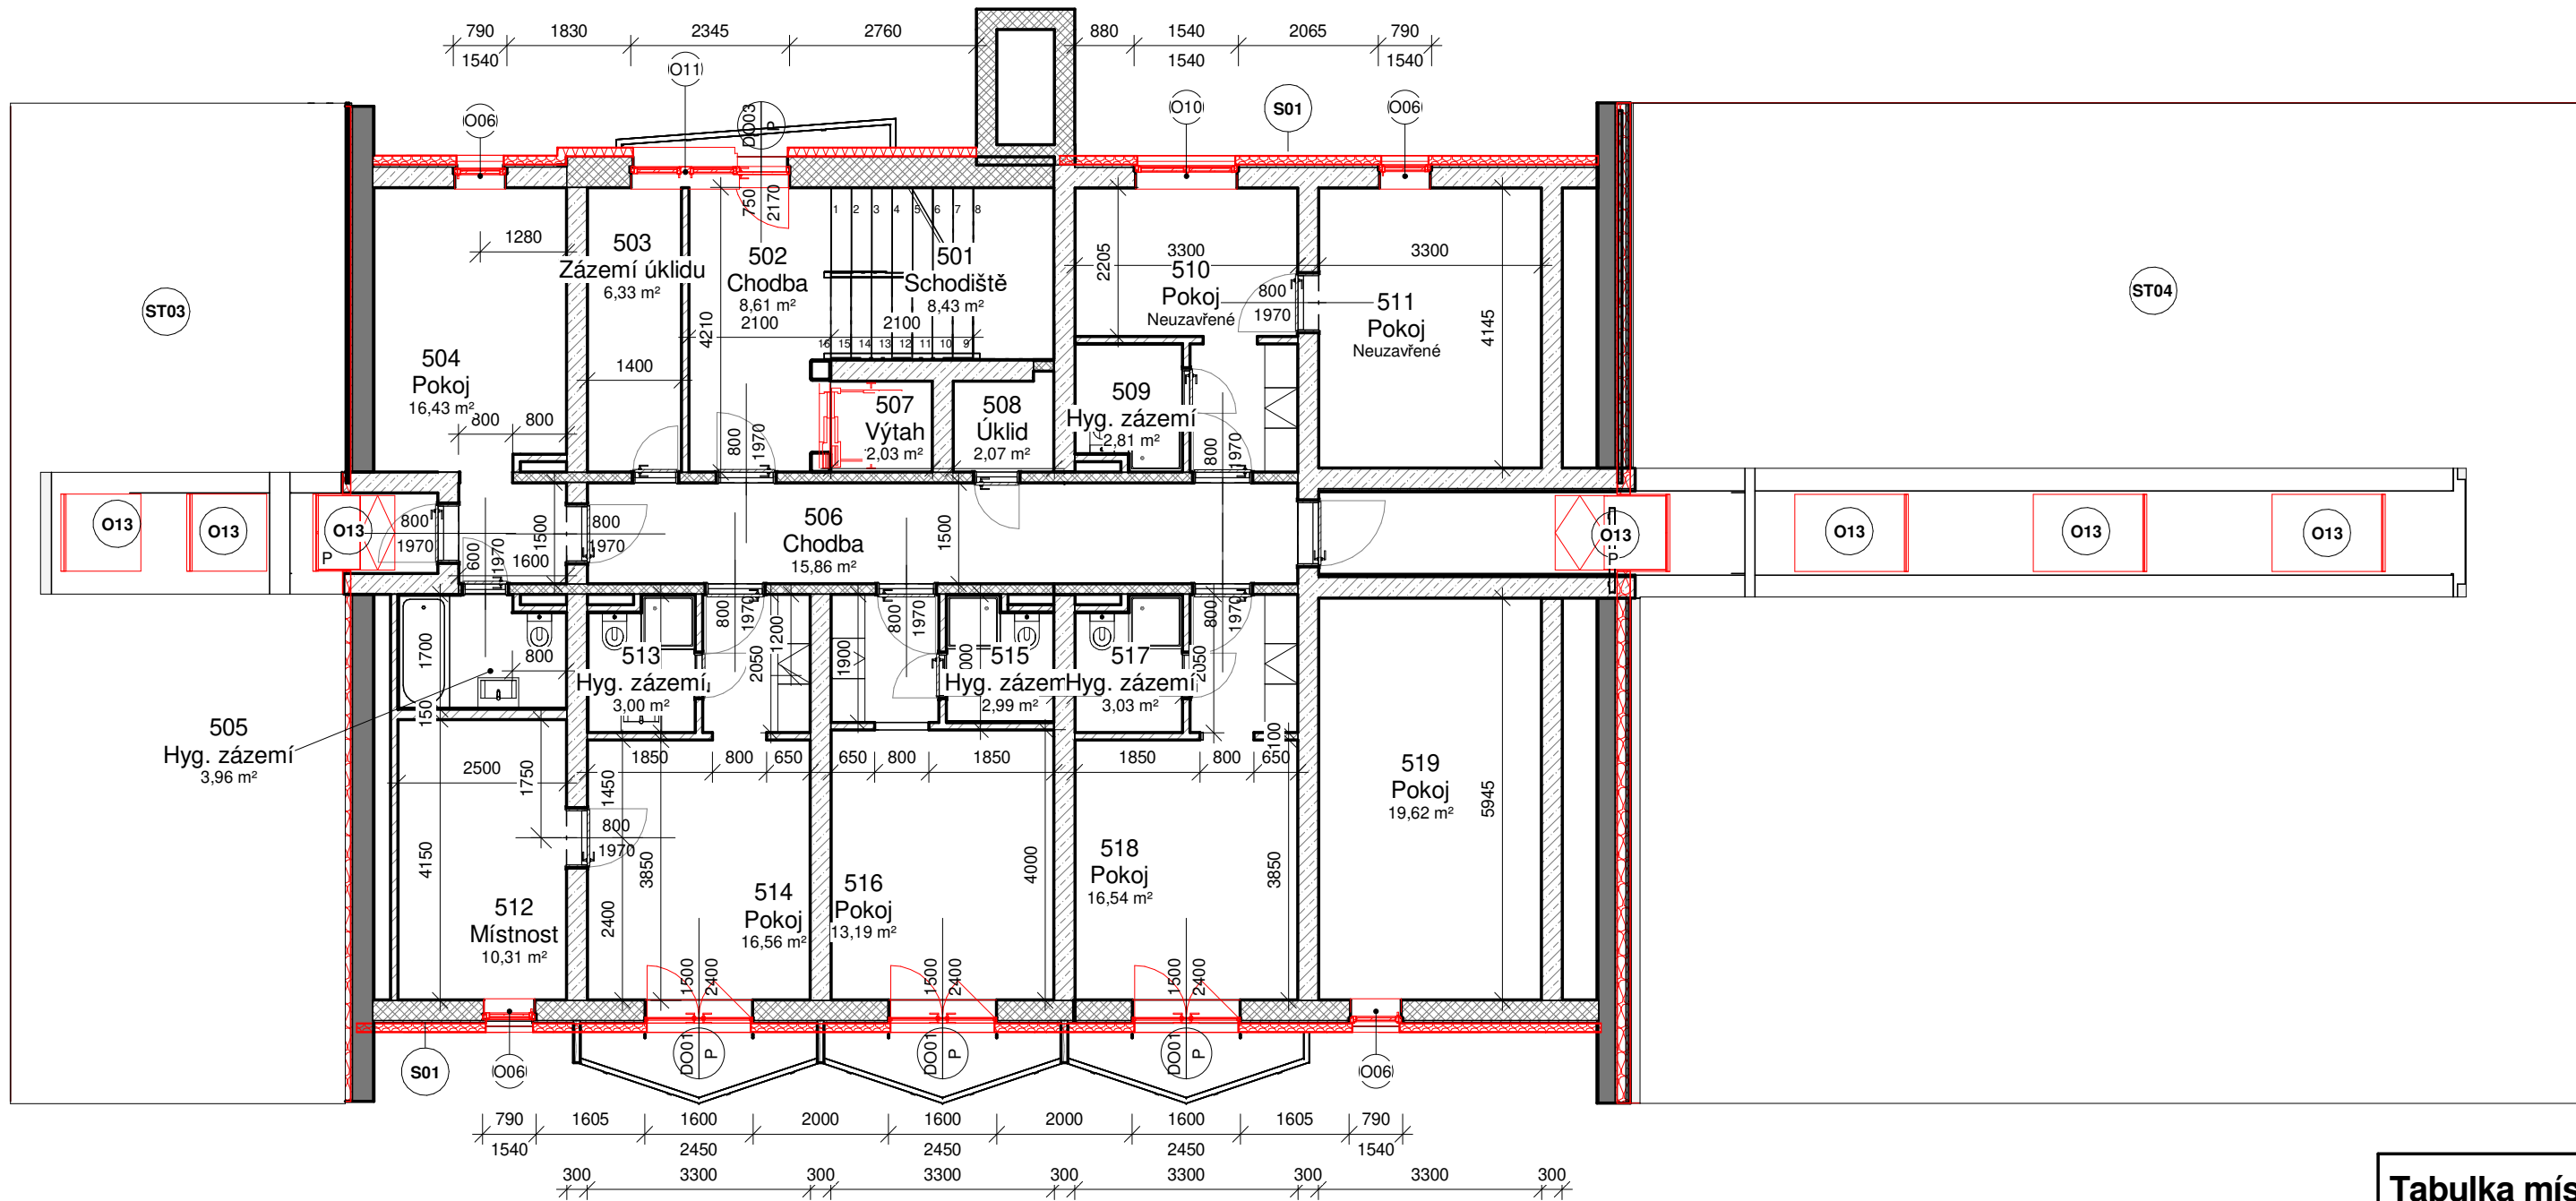 790 1830 2345 2760 880 1540 2065 790
1540 1540 1540
O11
O06 DO03 P O10 S01 O06
750 2170
1 2 3 4 5 6 7 8
1280
503
Zázemí úklidu
6,33 m²
502
Chodba
8,61 m²
501
Schodiště
8,43 m²
2205
3300
510
Pokoj
Neuzavřené
800
1970
3300
511
Pokoj
Neuzavřené
4145
ST03
ST04
4210
2100 2100
16 15 14 13 12 11 10 9
504
Pokoj
16,43 m²
1400
800 800
507
Výtah
2,03 m²
508
Úklid
2,07 m²
509
Hyg. zázemí
2,81 m²
800 1970
800 1970
O13 O13 O13
P
800
1970
600 1970
1500
1600
800
1970
506
Chodba
15,86 m²
1500
O13
P
O13 O13 O13
1700
150
800
513
Hyg. zázemí
3,00 m²
800 1970
2050
1200
1900
800 1970
515
Hyg. zázem
2,99 m²
517
Hyg. zázemí
3,03 m²
800 1970
2050
100
505
Hyg. zázemí
3,96 m²
2500
1750
1850 800 650 650 800 1850 1850 800 650
1450
800
1970
2400
3850
4150
4000
3850
5945
519
Pokoj
19,62 m²
518
Pokoj
16,54 m²
516
Pokoj
13,19 m²
514
Pokoj
16,56 m²
512
Místnost
10,31 m²
1500 2400 1500 2400 1500 2400
S01 O06 DO01 P DO01 P DO01 P O06
790 1605 1600 2000 1600 2000 1600 1605 790
1540 2450 2450 2450 1540
300 3300 300 3300 300 3300 300 3300 300
Tabulka mís